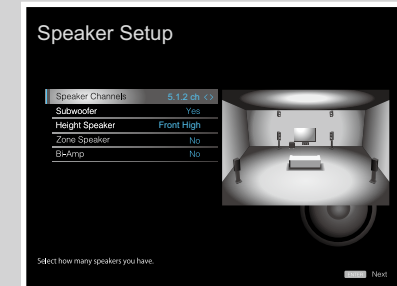 Speaker Setup
Speaker Channels 5.1.2 ch <>
Subwoofer Yes
Height Speaker Front High
Zone Speaker No
Bi-Amp No
Select how many speakers you have.
ENTER Next